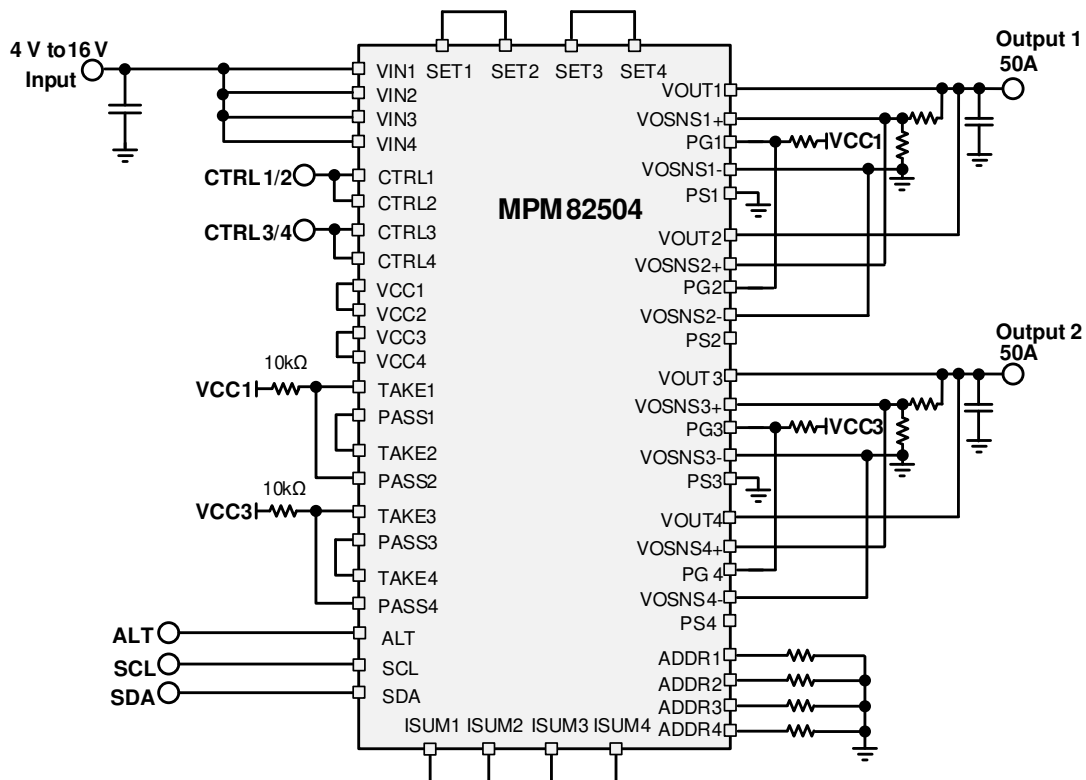 4 V to 16 V
Input
CTRL 1/2
CTRL 3/4
VCC1
10kΩ
VCC3
10kΩ
ALT
SCL
SDA
SET1
SET2
SET3
SET4
VIN1
VIN2
VIN3
VIN4
CTRL1
CTRL2
CTRL3
CTRL4
VCC1
VCC2
VCC3
VCC4
TAKE1
PASS1
TAKE2
PASS2
TAKE3
PASS3
TAKE4
PASS4
ALT
SCL
SDA
ISUM1
ISUM2
ISUM3
ISUM4
MPM82504
VOUT1
VOSNS1+
PG1
VOSNS1-
PS1
VOUT2
VOSNS2+
PG2
VOSNS2-
PS2
VOUT3
VOSNS3+
PG3
VOSNS3-
PS3
VOUT4
VOSNS4+
PG 4
VOSNS4-
PS4
ADDR1
ADDR2
ADDR3
ADDR4
Output 1
50A
VCC1
Output 2
50A
VCC3